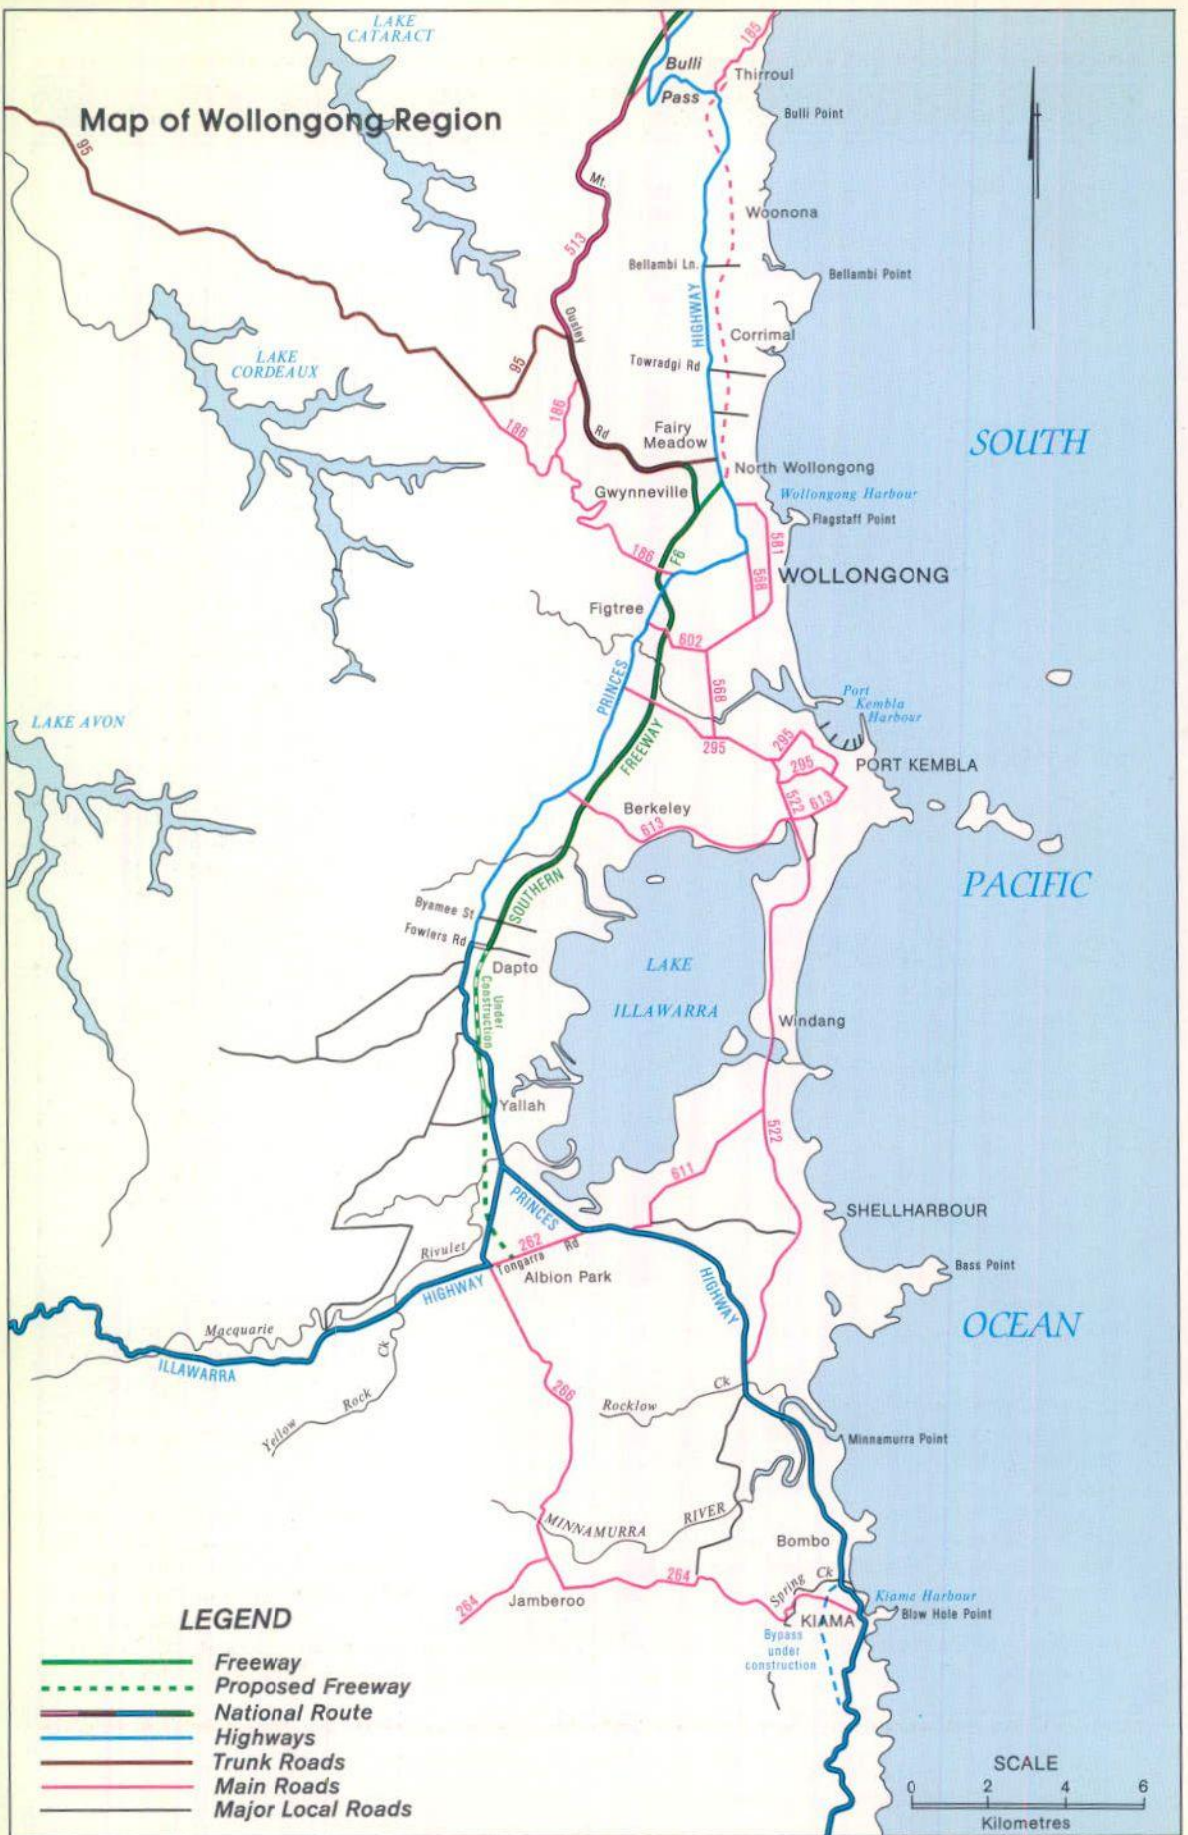 LAKE
CATARACT
185
Bulli
Pass
Thirroul
Bulli Point
Map of Wollongong Region
95
Mt.
513
Woonona
Bellambi Ln.
Bellambi Point
HIGHWAY
Ousley
Corrimal
LAKE
CORDEAUX
95
Towradgi Rd
186
186
Rd
Fairy
Meadow
SOUTH
North Wollongong
Gwynneville
Wollongong Harbour
Flagstaff Point
581
186
F6
568
WOLLONGONG
Figtree
602
PRINCES
568
Port
Kembla
Harbour
LAKE AVON
FREEWAY
295
295
295
PORT KEMBLA
522
613
Berkeley
613
SOUTHERN
PACIFIC
Byamee St
Fowlers Rd
Dapto
LAKE
ILLAWARRA
Under
Construction
Windang
Yallah
522
611
PRINCES
SHELLHARBOUR
262
Rivulet
Tongarra Rd
Albion Park
Bass Point
HIGHWAY
HIGHWAY
OCEAN
Macquarie
ILLAWARRA
Ck
Rock
Yellow
266
Rocklow
Ck
Minnamurra Point
MINNAMURRA
RIVER
Bombo
264
Spring Ck
Kiama Harbour
Blow Hole Point
264
Jamberoo
KIAMA
Bypass
under
construction
LEGEND
Freeway
Proposed Freeway
National Route
Highways
Trunk Roads
Main Roads
Major Local Roads
SCALE
0 2 4 6
Kilometres